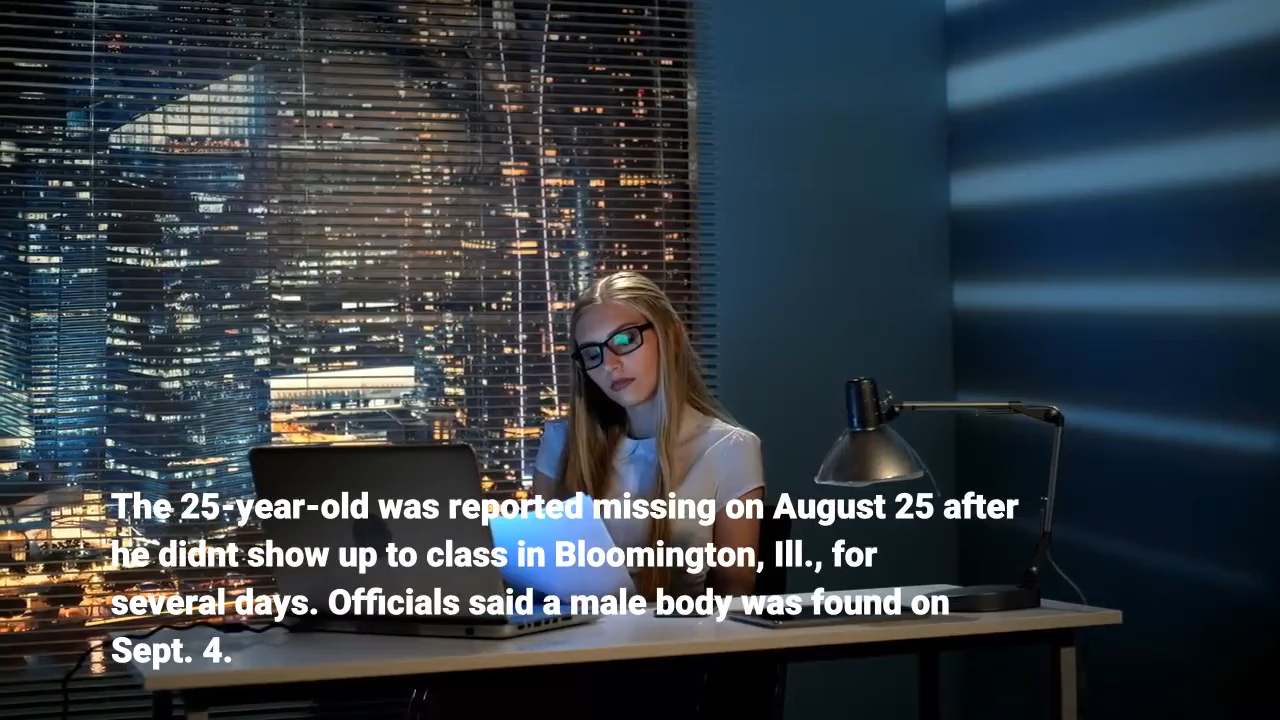 The 25-year-old was reported missing on August 25 after
he didnt show up to class in Bloomington, Ill., for
several days. Officials said a male body was found on
Sept. 4.